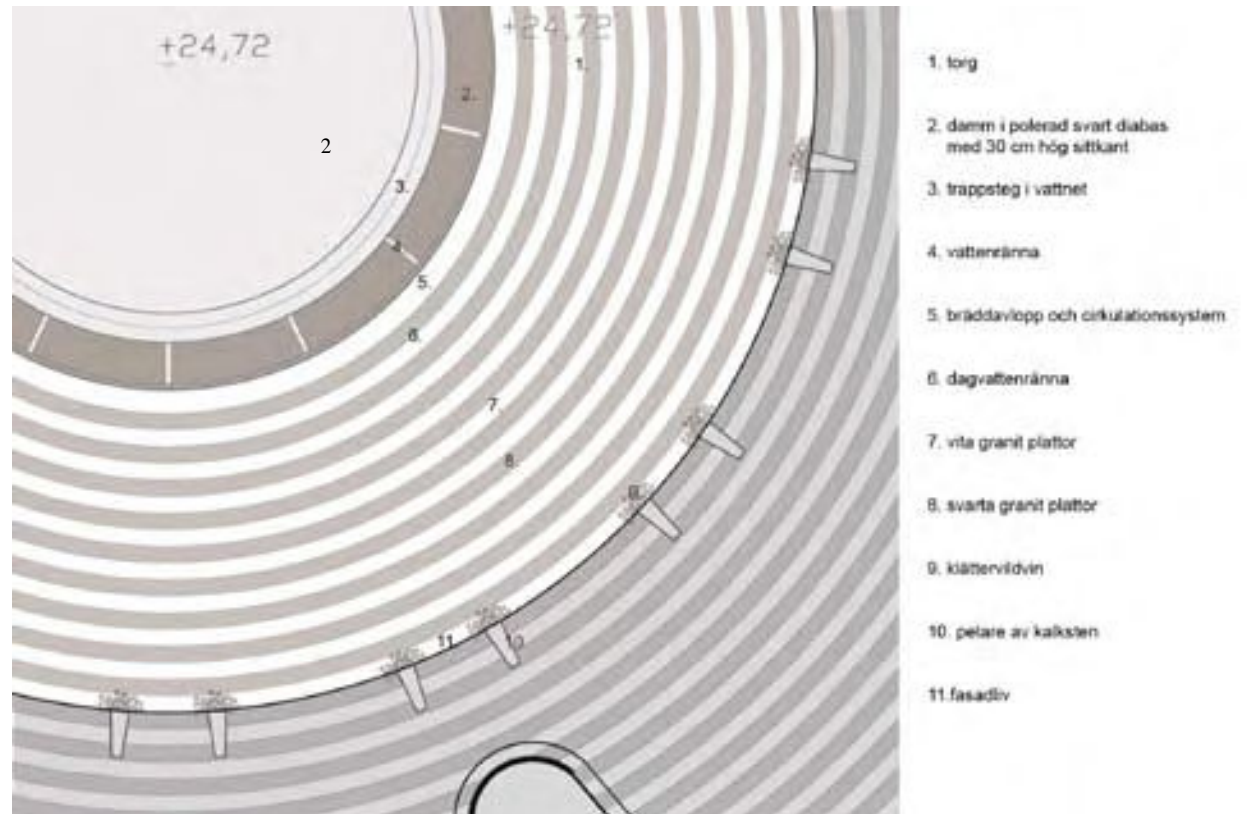 +24,72
+24,72
1.
2.
2
3.
5.
6.
7.
8.
9.
11
10
1. torg
2. damm i polerad svart diabas
med 30 cm hög sittkant
3. trappsteg i vattnet
4. vattenränna
5. bräddavlopp och cirkulationssystem
6. dagvattenränna
7. vita granit plattor
8. svarta granit plattor
9. klättervildvin
10. pelare av kalksten
11.fasadliv